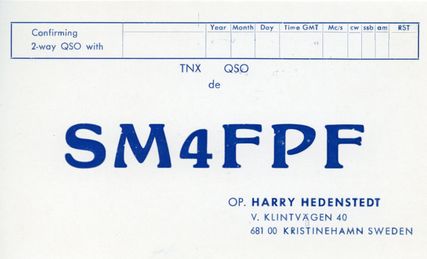 Confirming
2-way QSO with
Year Month Day Time GMT Mc/s cw ssb am RST
TNX QSO
de
SM4FPF
OP. HARRY HEDENSTEDT
V. KLINTVÄGEN 40
681 00 KRISTINEHAMN SWEDEN